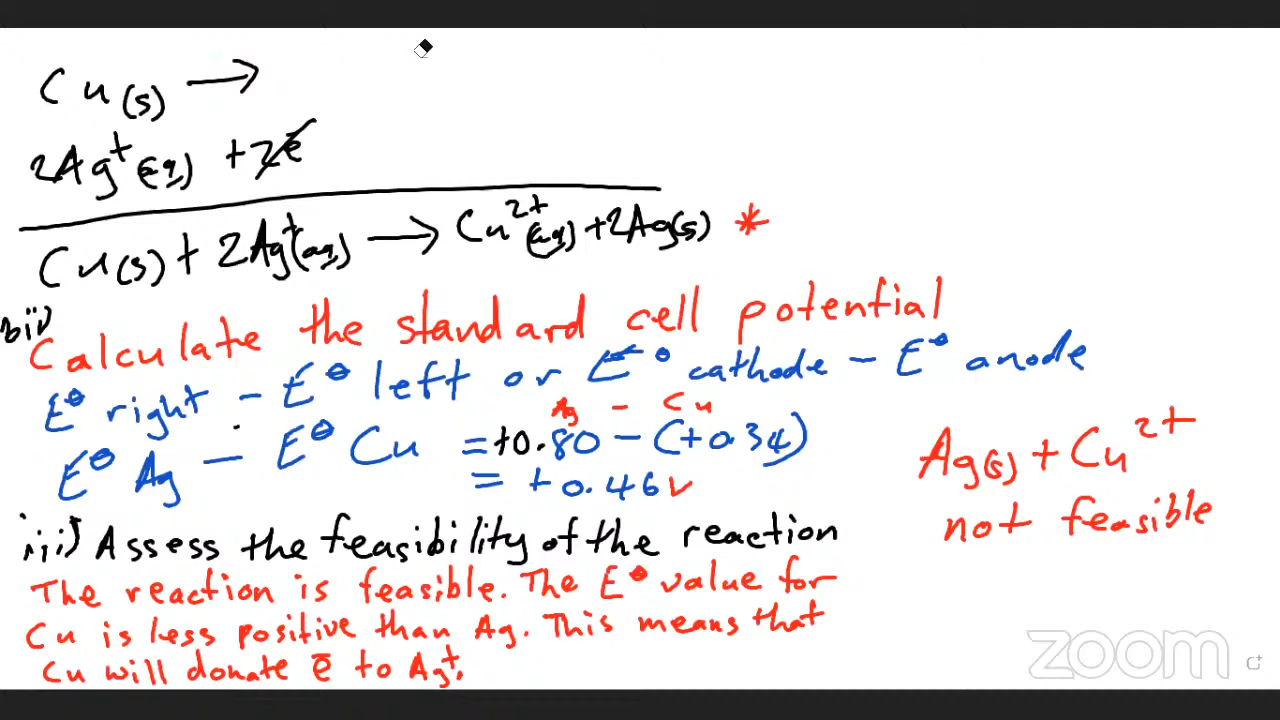 Cu(s) →
2Ag⁺(aq) + 2e̅
Cu(s) + 2Ag⁺(aq) → Cu²⁺(aq) + 2Ag(s) *
bii) Calculate the standard cell potential
E⦵ right – E⦵ left or E⦵ cathode – E⦵ anode
Ag – Cu
E⦵ Ag – E⦵ Cu = +0.80 – (+0.34)
= +0.46V
Ag(s) + Cu²⁺
not feasible
iii) Assess the feasibility of the reaction
The reaction is feasible. The E⦵ value for
Cu is less positive than Ag. This means that
Cu will donate e̅ to Ag⁺.
zoom